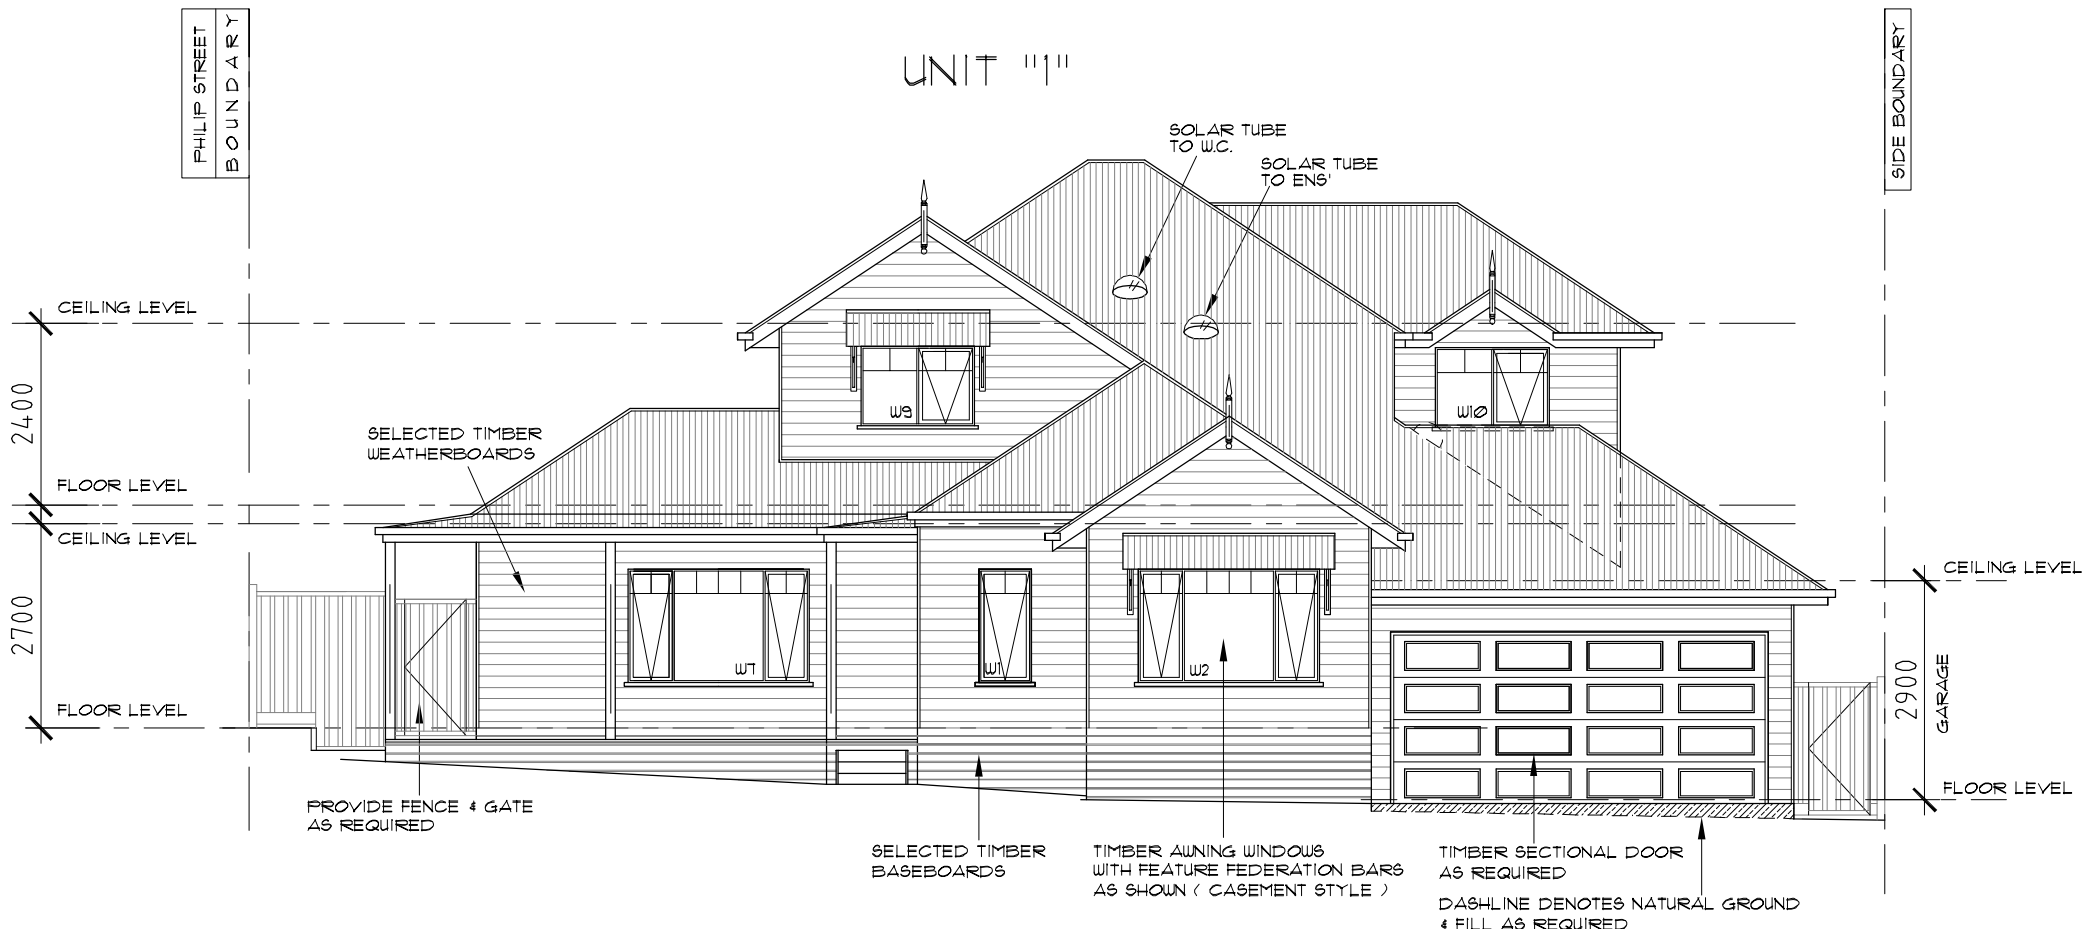 PHILIP STREET
BOUNDARY
UNIT "1"
SIDE BOUNDARY
SOLAR TUBE
TO W.C.
SOLAR TUBE
TO ENS'
CEILING LEVEL
2400
W9
W10
SELECTED TIMBER
WEATHERBOARDS
FLOOR LEVEL
CEILING LEVEL
CEILING LEVEL
2700
W7
W1
W2
2900
GARAGE
FLOOR LEVEL
FLOOR LEVEL
PROVIDE FENCE & GATE
AS REQUIRED
SELECTED TIMBER
BASEBOARDS
TIMBER AWNING WINDOWS
WITH FEATURE FEDERATION BARS
AS SHOWN ( CASEMENT STYLE )
TIMBER SECTIONAL DOOR
AS REQUIRED
DASHLINE DENOTES NATURAL GROUND
& FILL AS REQUIRED